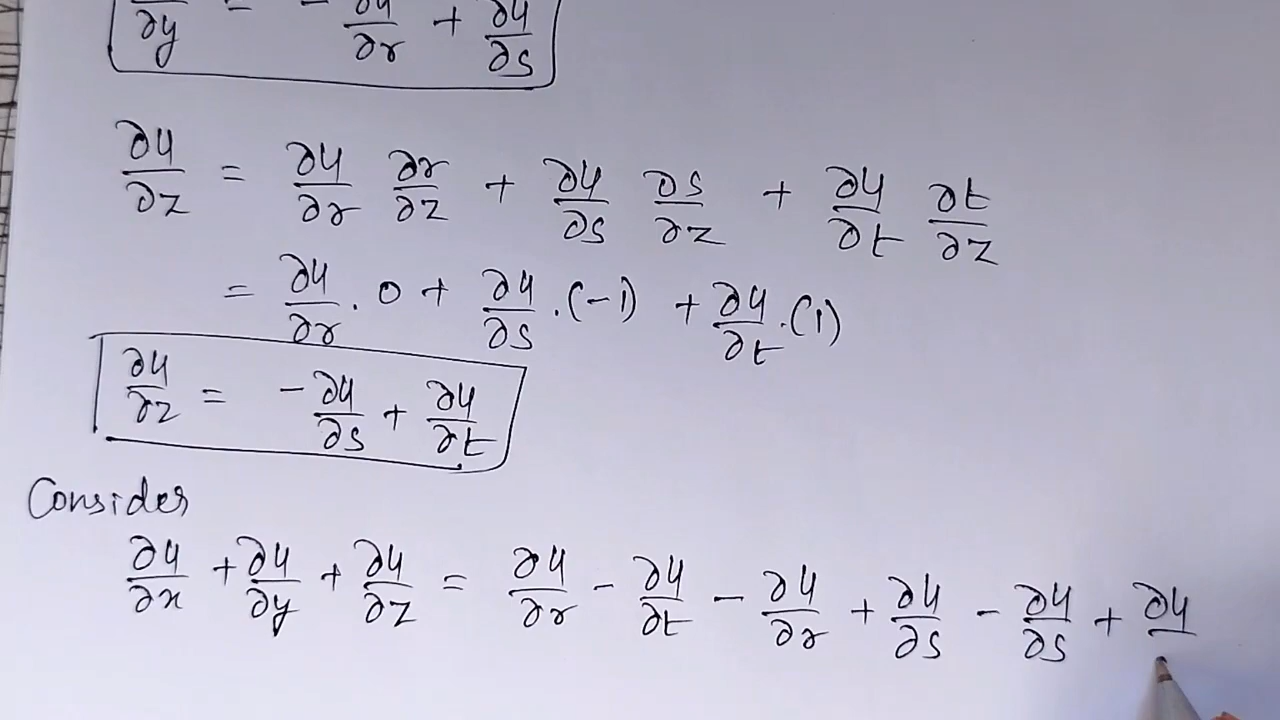 ∂u/∂y = - ∂u/∂r + ∂u/∂s
∂u/∂z = ∂u/∂r ∂r/∂z + ∂u/∂s ∂s/∂z + ∂u/∂t ∂t/∂z
= ∂u/∂r · 0 + ∂u/∂s · (-1) + ∂u/∂t · (1)
∂u/∂z = - ∂u/∂s + ∂u/∂t
Consider
∂u/∂x + ∂u/∂y + ∂u/∂z = ∂u/∂r - ∂u/∂t - ∂u/∂r + ∂u/∂s - ∂u/∂s + ∂u/